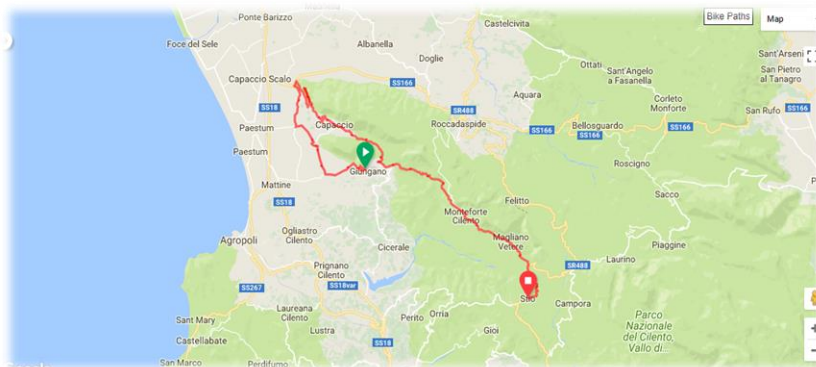 Ponte Barizzo
Foce del Sele
Albanella
Castelcivita
Doglie
Bike Paths
Map
Sant'Arseni
San Pietro
al Tanagro
Ottati
Sant'Angelo
a Fasanella
Capaccio Scalo
SS166
Aquara
Corleto
Monforte
SS18
SR488
San Rufo
Paestum
Capaccio
Roccadaspide
Bellosguardo
SS166
SS166
Paestum
Roscigno
Mattine
Giungano
Sacco
SS18
Felitto
Monteforte
Cilento
Ogliastro
Cilento
Agropoli
Cicerale
Magliano
Vetere
Piaggine
Laurino
Prignano
Cilento
SR488
SS267
SS18var
Stio
Campora
Laureana
Cilento
Perito
Orria
Parco
Nazionale
del Cilento,
Vallo di...
Sant Mary
Castellabate
Lustra
Gioi
SS18
San Marco
Perdifumo